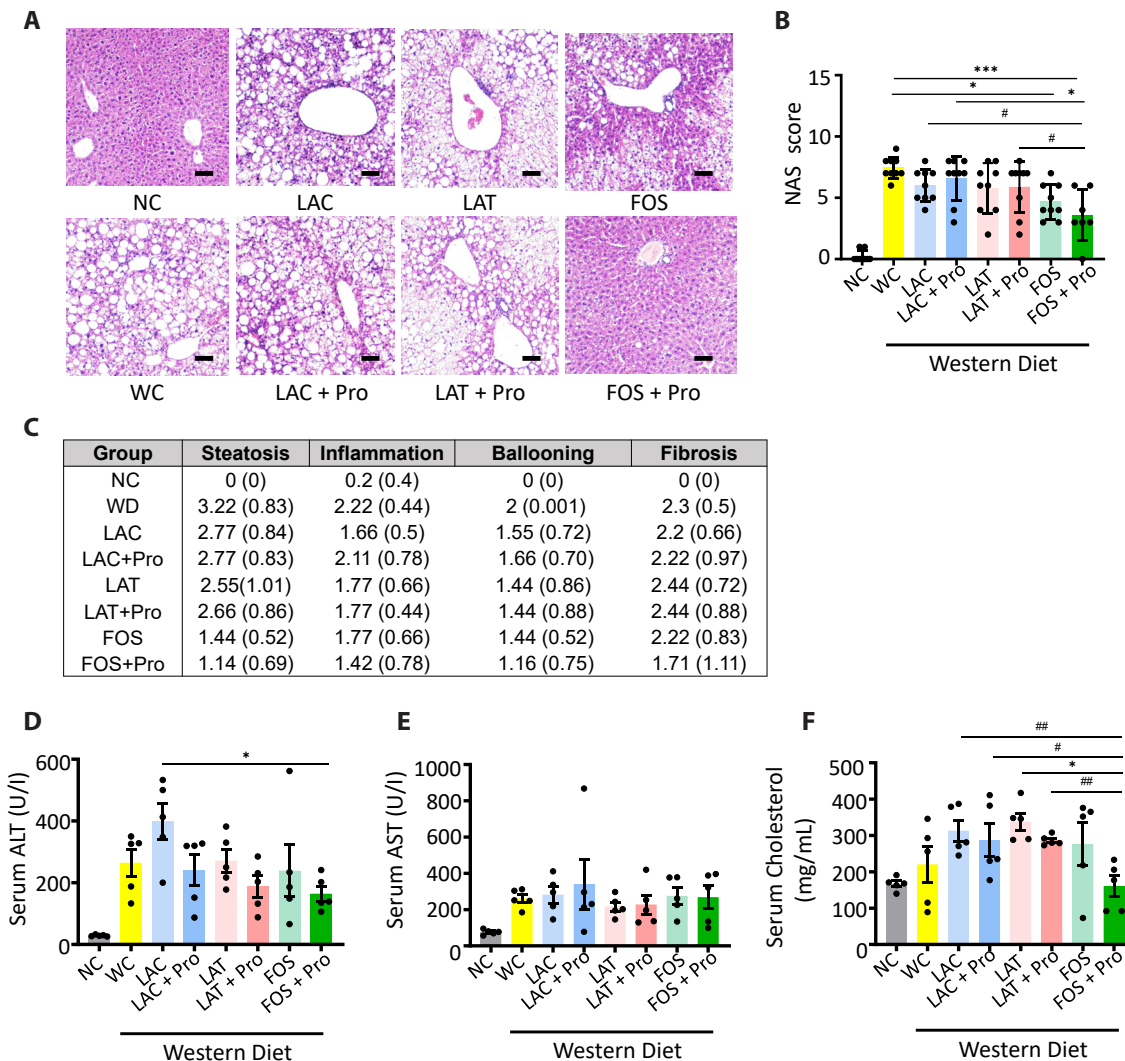 A
NC
LAC
LAT
FOS
WC
LAC + Pro
LAT + Pro
FOS + Pro
B
***
*
*
#
#
NAS score
15
10
5
0
NC
WC
LAC
LAC + Pro
LAT
LAT + Pro
FOS
FOS + Pro
Western Diet
C
Group Steatosis Inflammation Ballooning Fibrosis
NC 0 (0) 0.2 (0.4) 0 (0) 0 (0)
WD 3.22 (0.83) 2.22 (0.44) 2 (0.001) 2.3 (0.5)
LAC 2.77 (0.84) 1.66 (0.5) 1.55 (0.72) 2.2 (0.66)
LAC+Pro 2.77 (0.83) 2.11 (0.78) 1.66 (0.70) 2.22 (0.97)
LAT 2.55(1.01) 1.77 (0.66) 1.44 (0.86) 2.44 (0.72)
LAT+Pro 2.66 (0.86) 1.77 (0.44) 1.44 (0.88) 2.44 (0.88)
FOS 1.44 (0.52) 1.77 (0.66) 1.44 (0.52) 2.22 (0.83)
FOS+Pro 1.14 (0.69) 1.42 (0.78) 1.16 (0.75) 1.71 (1.11)
D
*
Serum ALT (U/l)
600
400
200
0
NC
WC
LAC
LAC + Pro
LAT
LAT + Pro
FOS
FOS + Pro
Western Diet
E
Serum AST (U/l)
1000
800
600
400
200
0
NC
WC
LAC
LAC + Pro
LAT
LAT + Pro
FOS
FOS + Pro
Western Diet
F
##
#
*
##
Serum Cholesterol
(mg/mL)
500
400
300
200
100
0
NC
WC
LAC
LAC + Pro
LAT
LAT + Pro
FOS
FOS + Pro
Western Diet